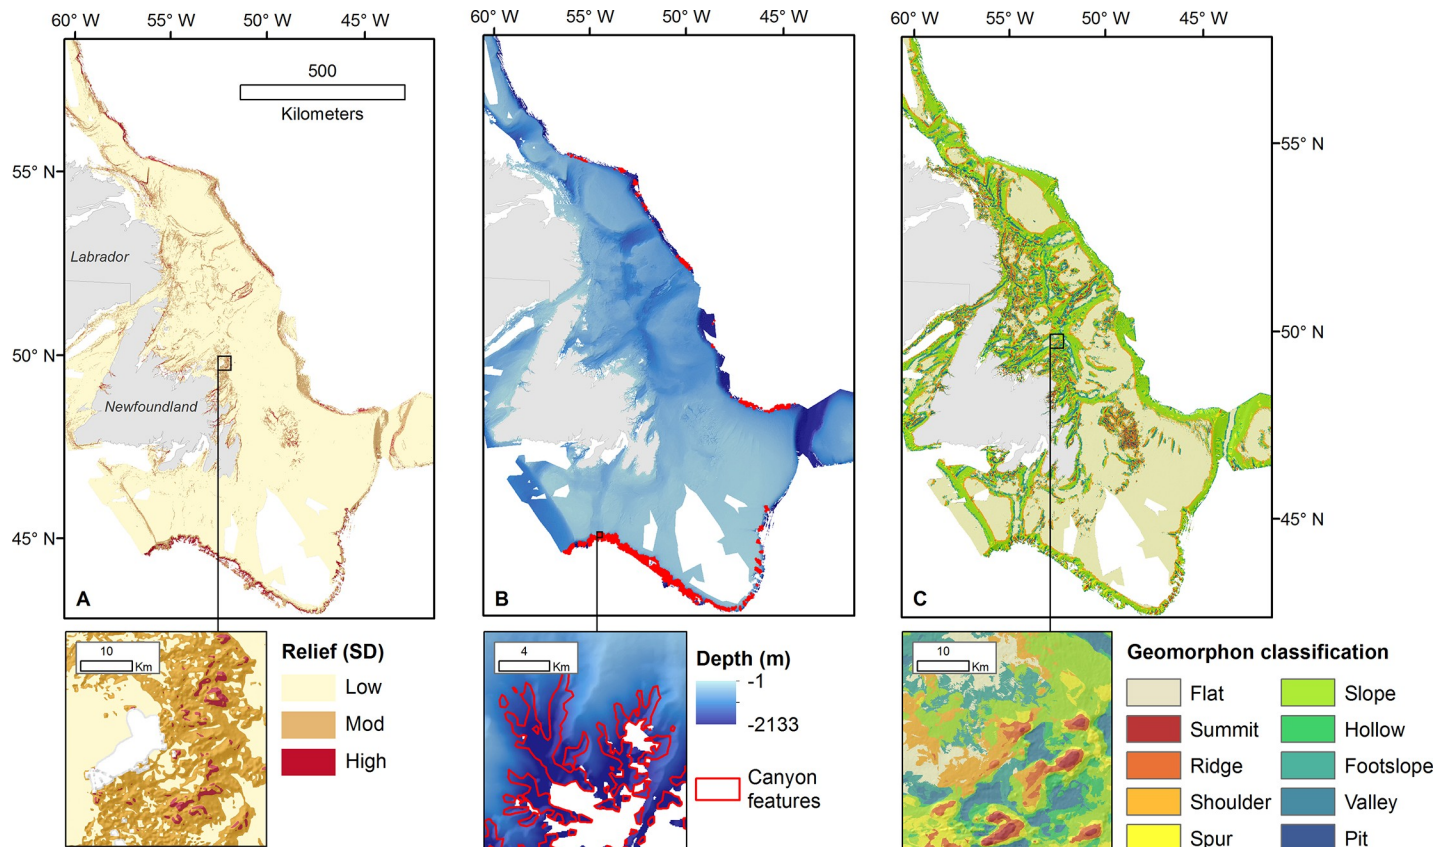 60° W 55° W 50° W 45° W
60° W 55° W 50° W 45° W
60° W 55° W 50° W 45° W
500
Kilometers
55° N
50° N
45° N
Labrador
Newfoundland
A
B
C
55° N
50° N
45° N
10
Km
Relief (SD)
Low
Mod
High
4
Km
Depth (m)
-1
-2133
Canyon
features
10
Km
Geomorphon classification
Flat
Summit
Ridge
Shoulder
Spur
Slope
Hollow
Footslope
Valley
Pit